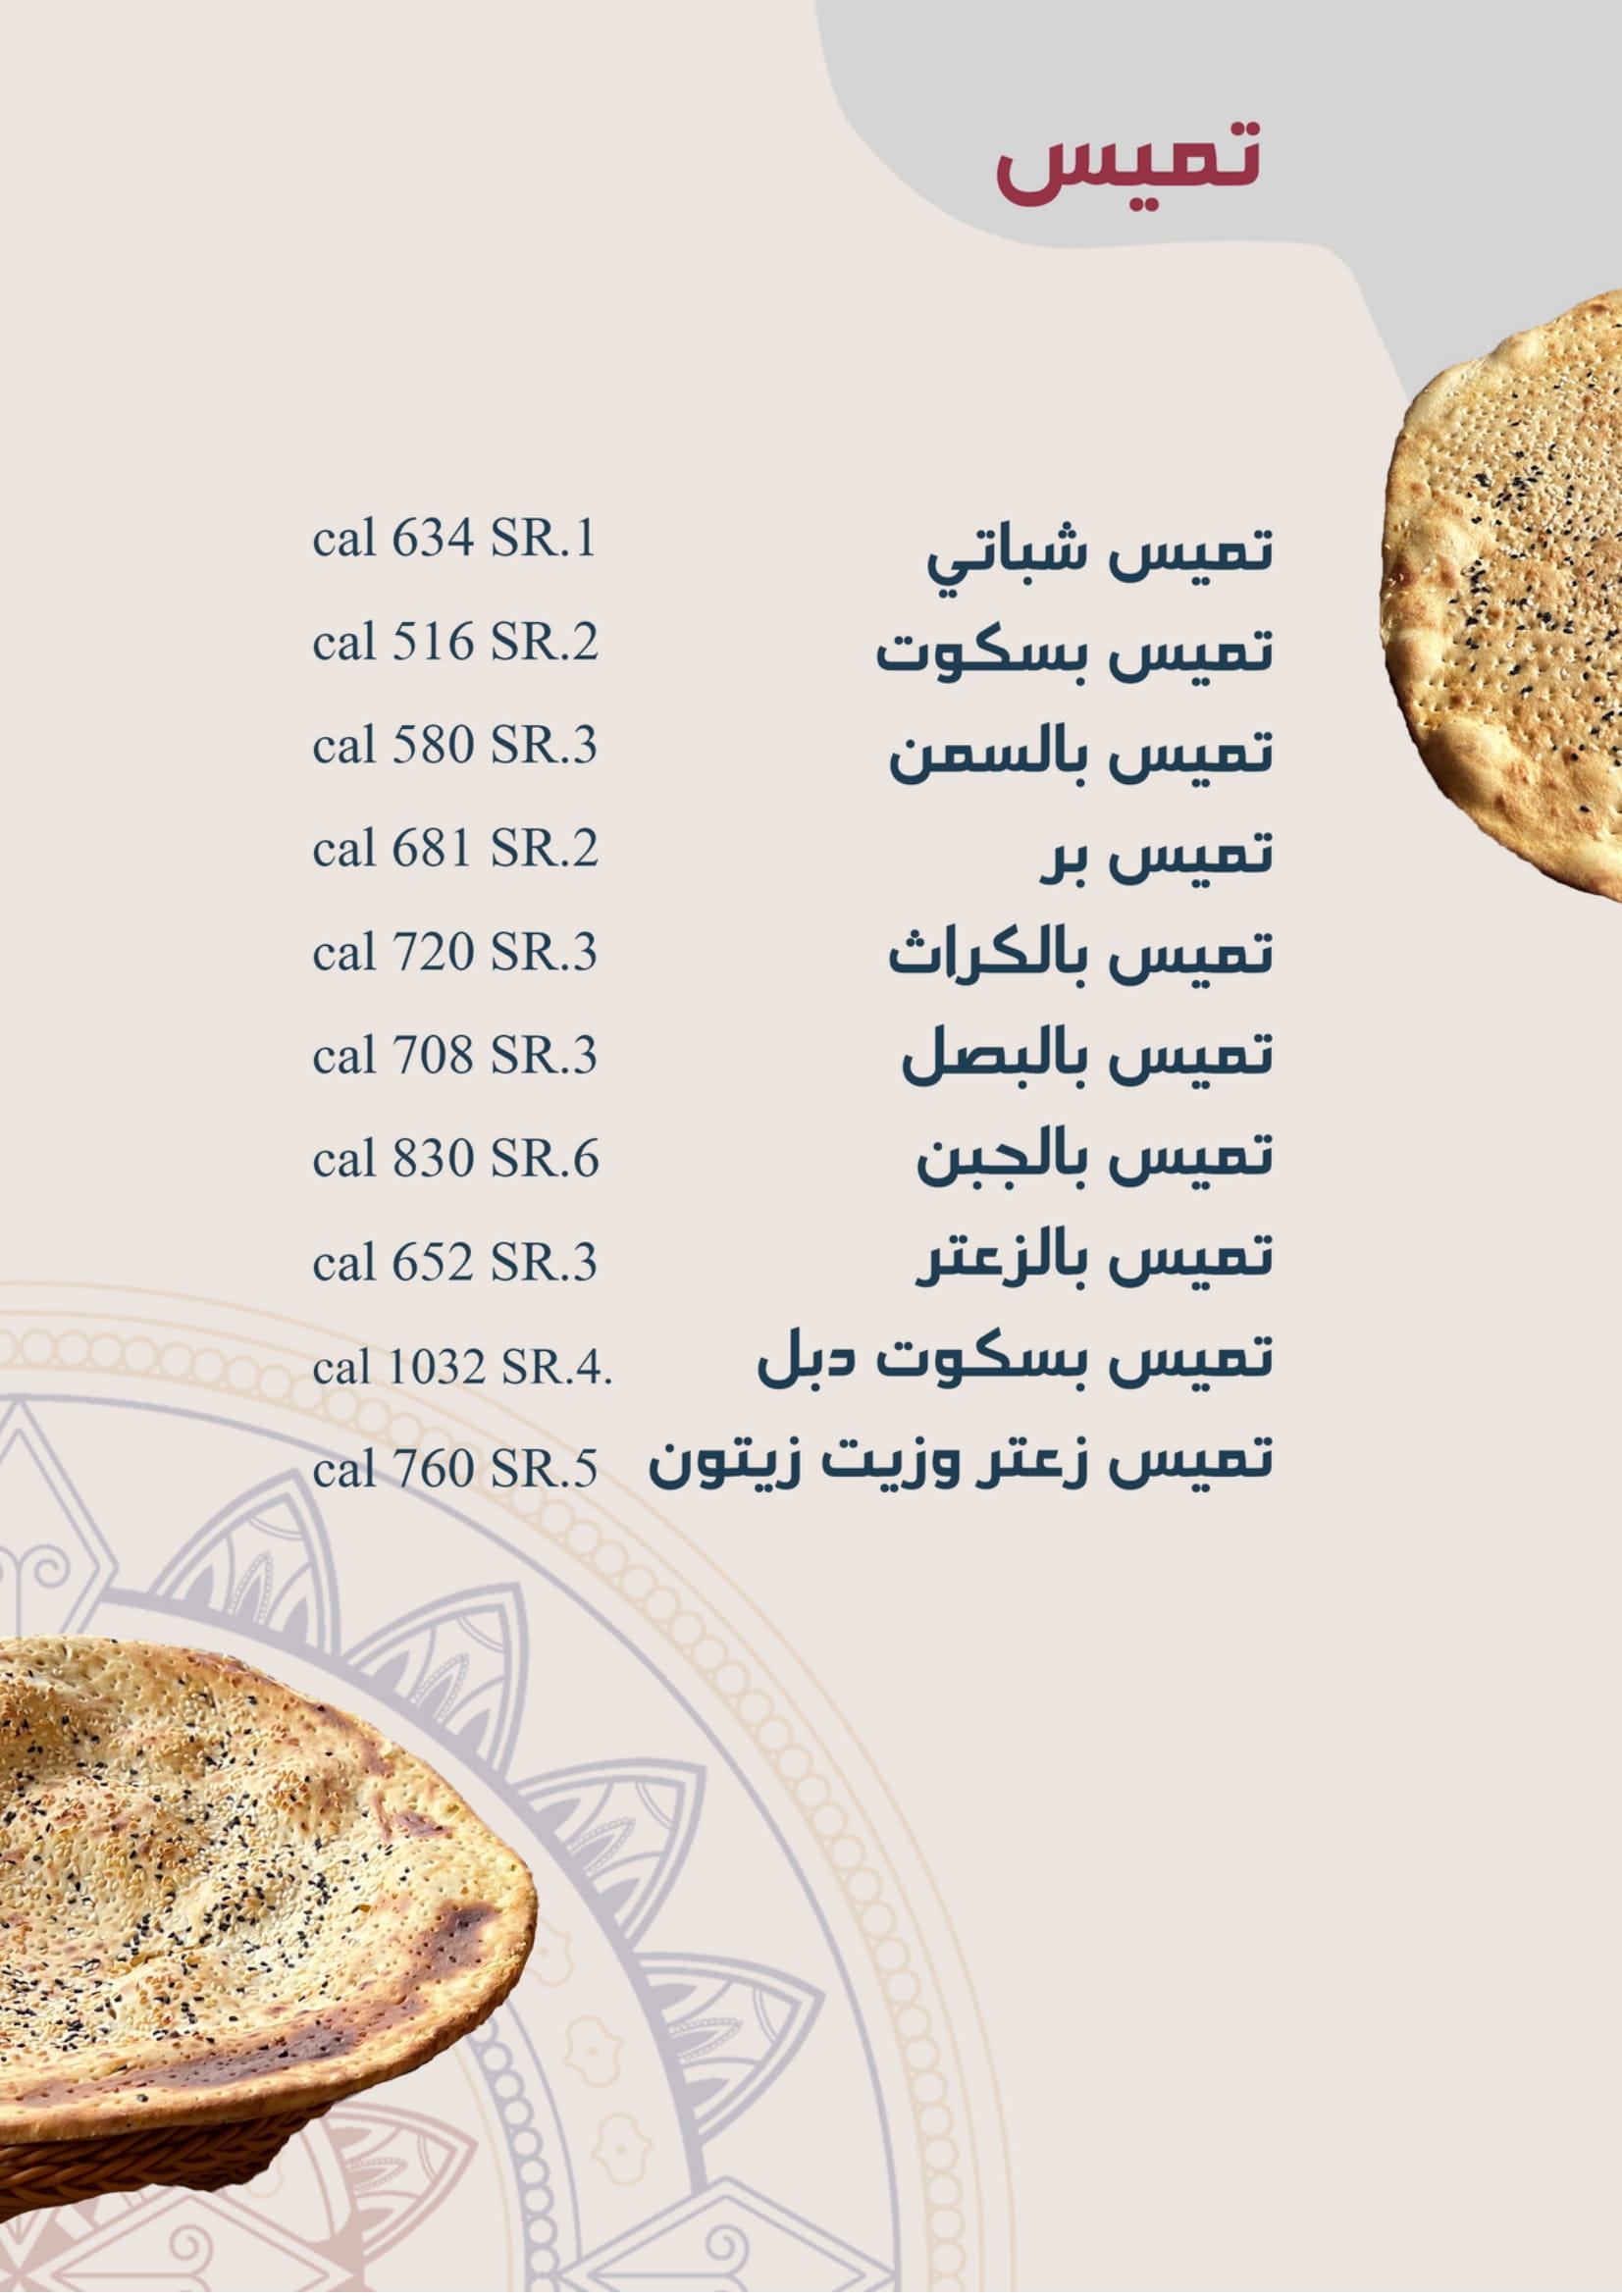 تميس
تميس شباتي cal 634 SR.1
تميس بسكوت cal 516 SR.2
تميس بالسمن cal 580 SR.3
تميس بر cal 681 SR.2
تميس بالكراث cal 720 SR.3
تميس بالبصل cal 708 SR.3
تميس بالجبن cal 830 SR.6
تميس بالزعتر cal 652 SR.3
تميس بسكوت دبل cal 1032 SR.4.
تميس زعتر وزيت زيتون cal 760 SR.5